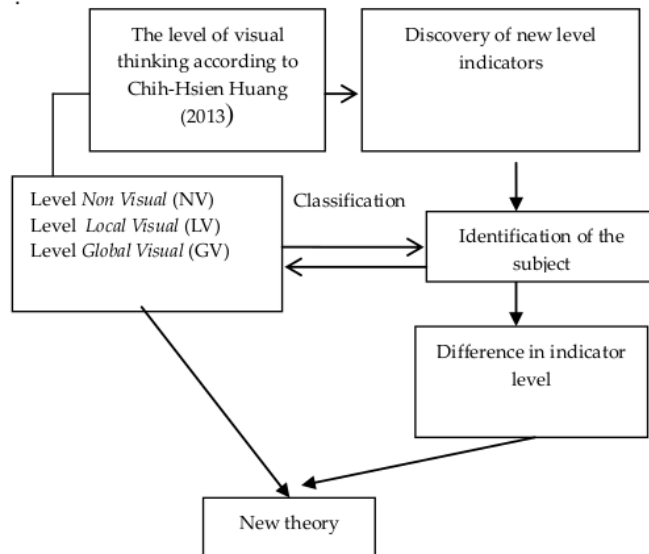 .
The level of visual
thinking according to
Chih-Hsien Huang
(2013)
Discovery of new level
indicators
Level Non Visual (NV)
Level Local Visual (LV)
Level Global Visual (GV)
Classification
Identification of the
subject
Difference in indicator
level
New theory